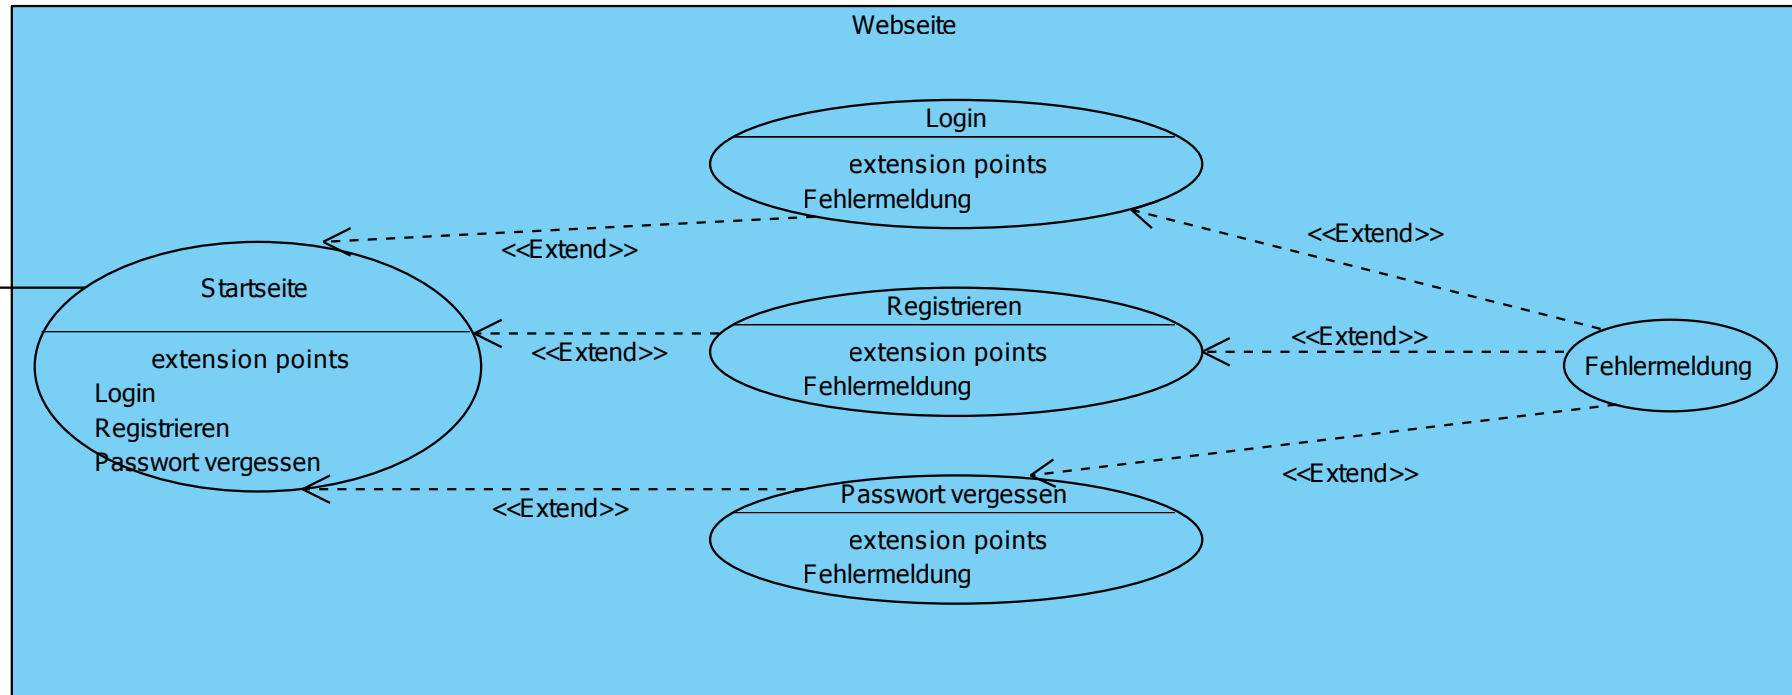 Webseite
Login
extension points
Fehlermeldung
<<Extend>>
<<Extend>>
Startseite
extension points
Login
Registrieren
Passwort vergessen
Registrieren
extension points
Fehlermeldung
<<Extend>>
<<Extend>>
Fehlermeldung
<<Extend>>
<<Extend>>
Passwort vergessen
extension points
Fehlermeldung